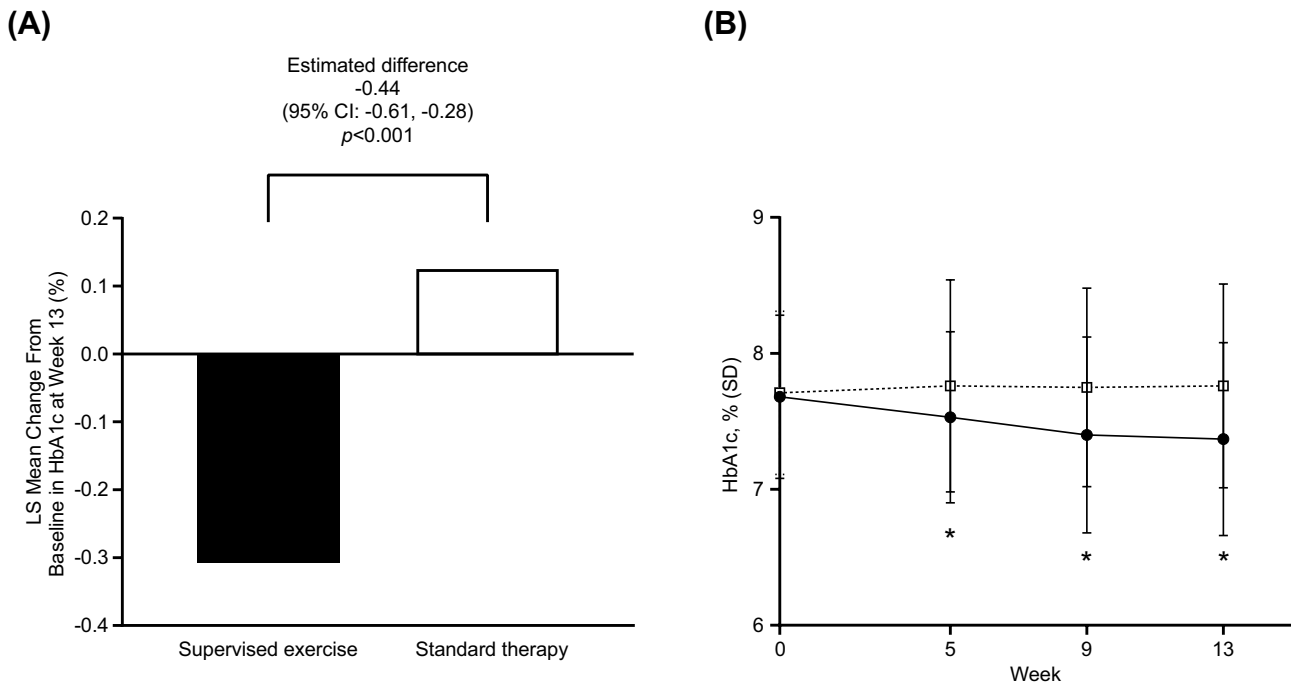 (A)
Estimated difference
-0.44
(95% CI: -0.61, -0.28)
p<0.001
LS Mean Change From
Baseline in HbA1c at Week 13 (%)
0.2
0.1
0.0
-0.1
-0.2
-0.3
-0.4
Supervised exercise
Standard therapy
(B)
HbA1c, % (SD)
9
8
7
6
*
*
*
0
5
9
13
Week